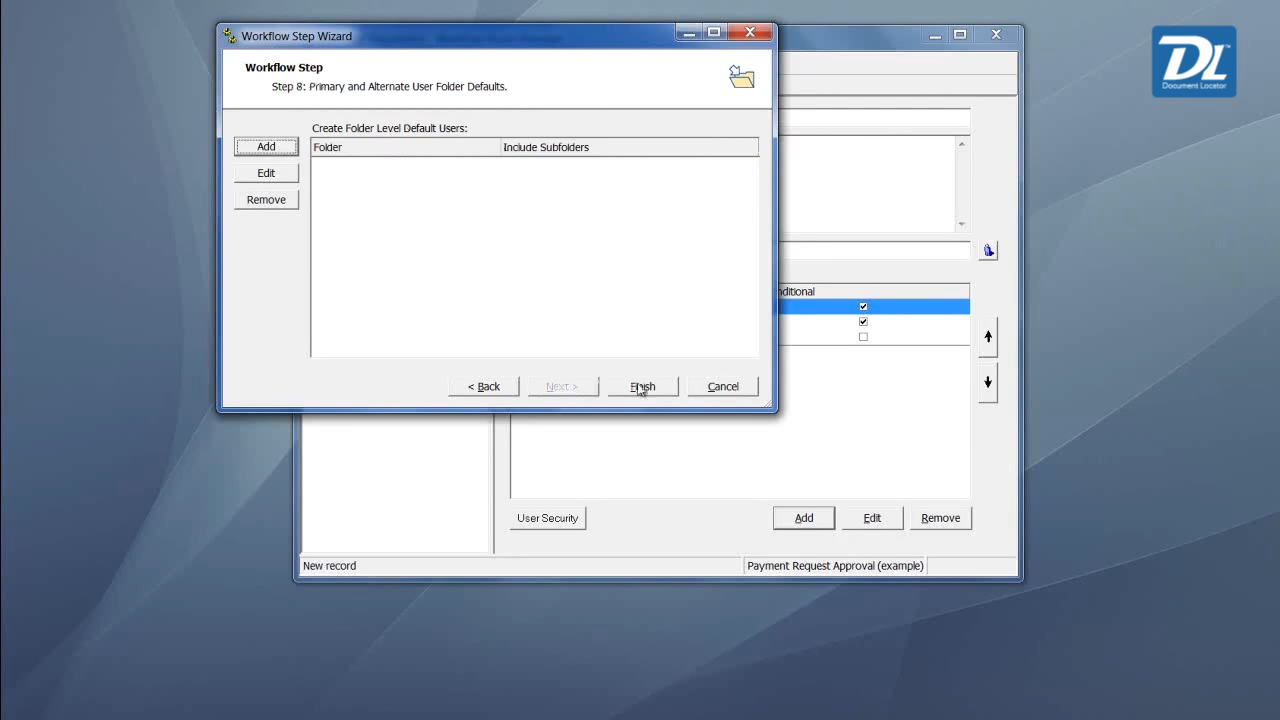 Workflow Step Wizard
Workflow Step
Step 8: Primary and Alternate User Folder Defaults.
Create Folder Level Default Users:
Add
Edit
Remove
Folder
Include Subfolders
< Back
Next >
Finish
Cancel
DL™
Document Locator
nditional
User Security
Add
Edit
Remove
New record
Payment Request Approval (example)